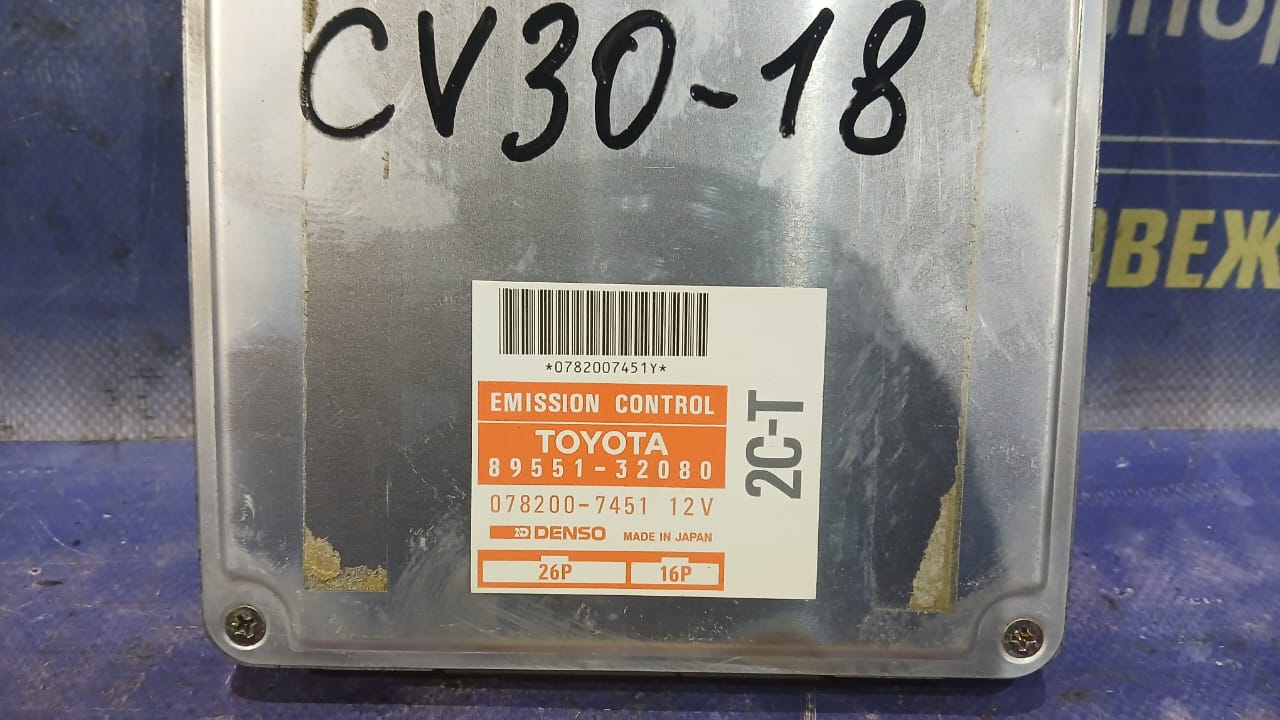 CV30-18
*0782007451Y*
EMISSION CONTROL
TOYOTA
89551-32080
078200-7451 12V
DENSO MADE IN JAPAN
26P 16P
2C-T